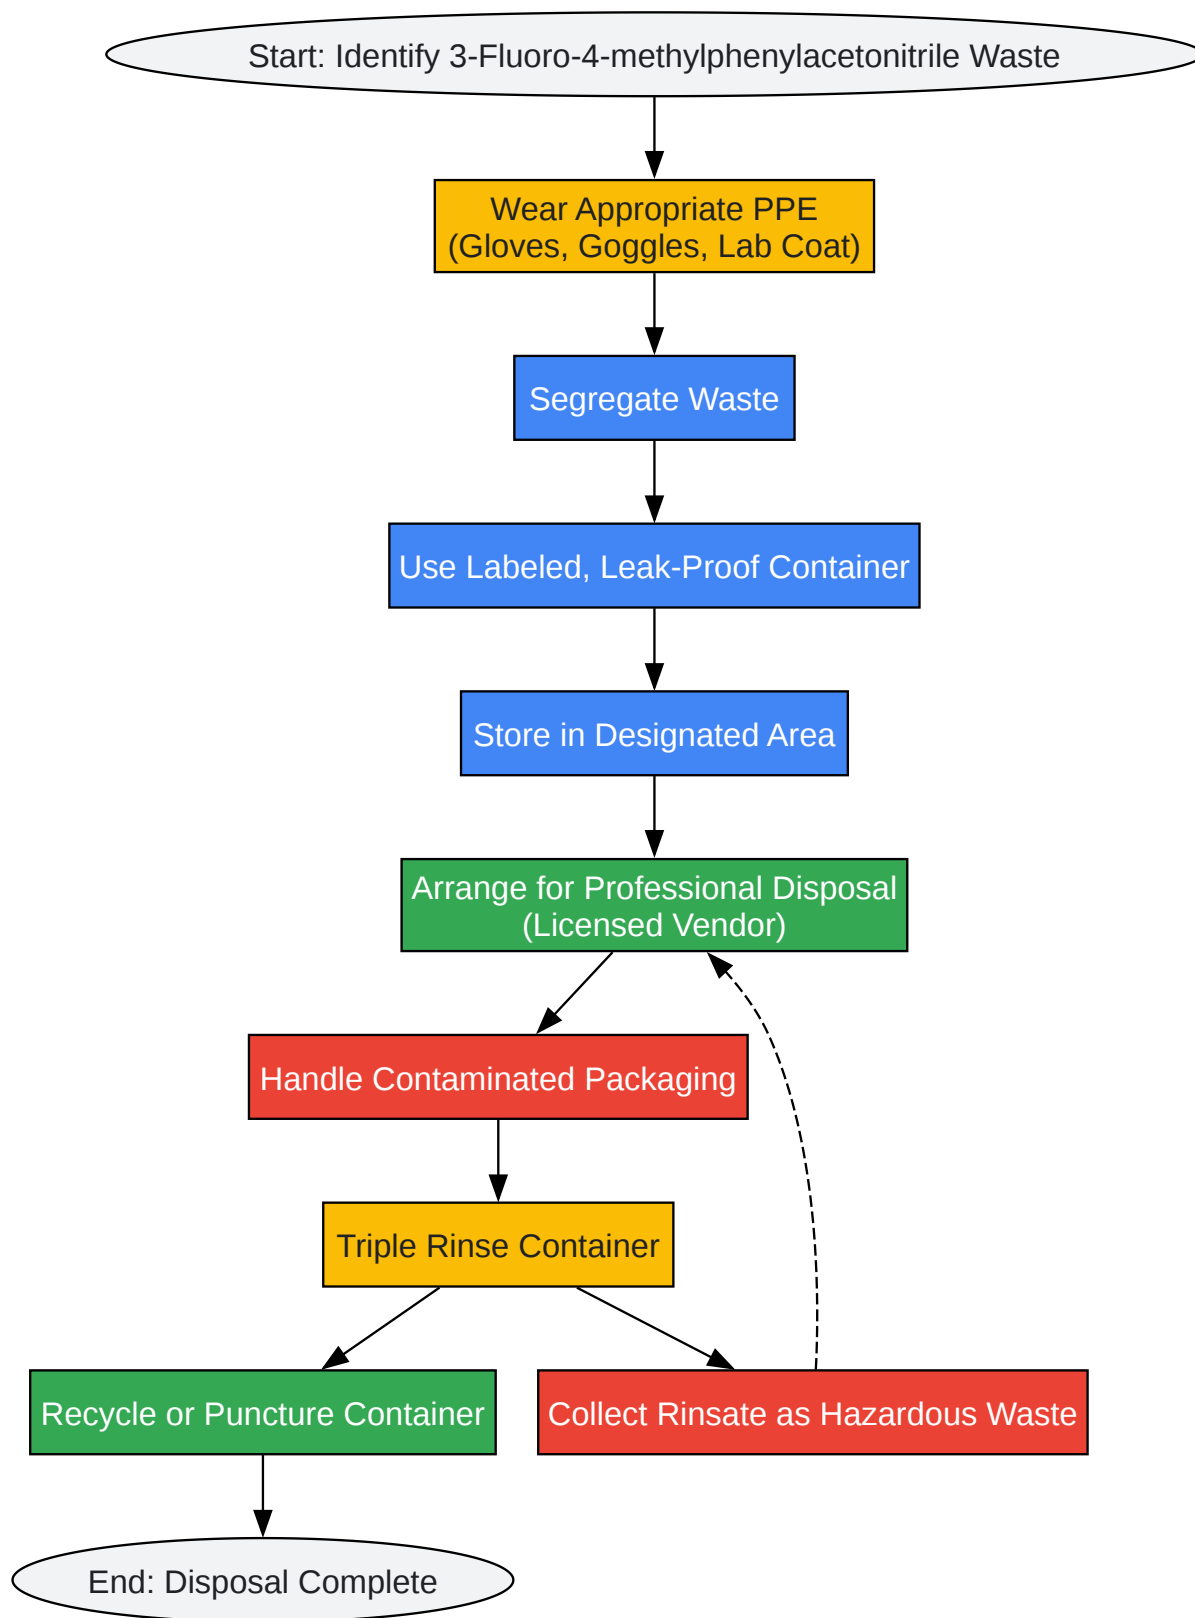 Start: Identify 3-Fluoro-4-methylphenylacetonitrile Waste
Wear Appropriate PPE
(Gloves, Goggles, Lab Coat)
Segregate Waste
Use Labeled, Leak-Proof Container
Store in Designated Area
Arrange for Professional Disposal
(Licensed Vendor)
Handle Contaminated Packaging
Triple Rinse Container
Recycle or Puncture Container
Collect Rinsate as Hazardous Waste
End: Disposal Complete